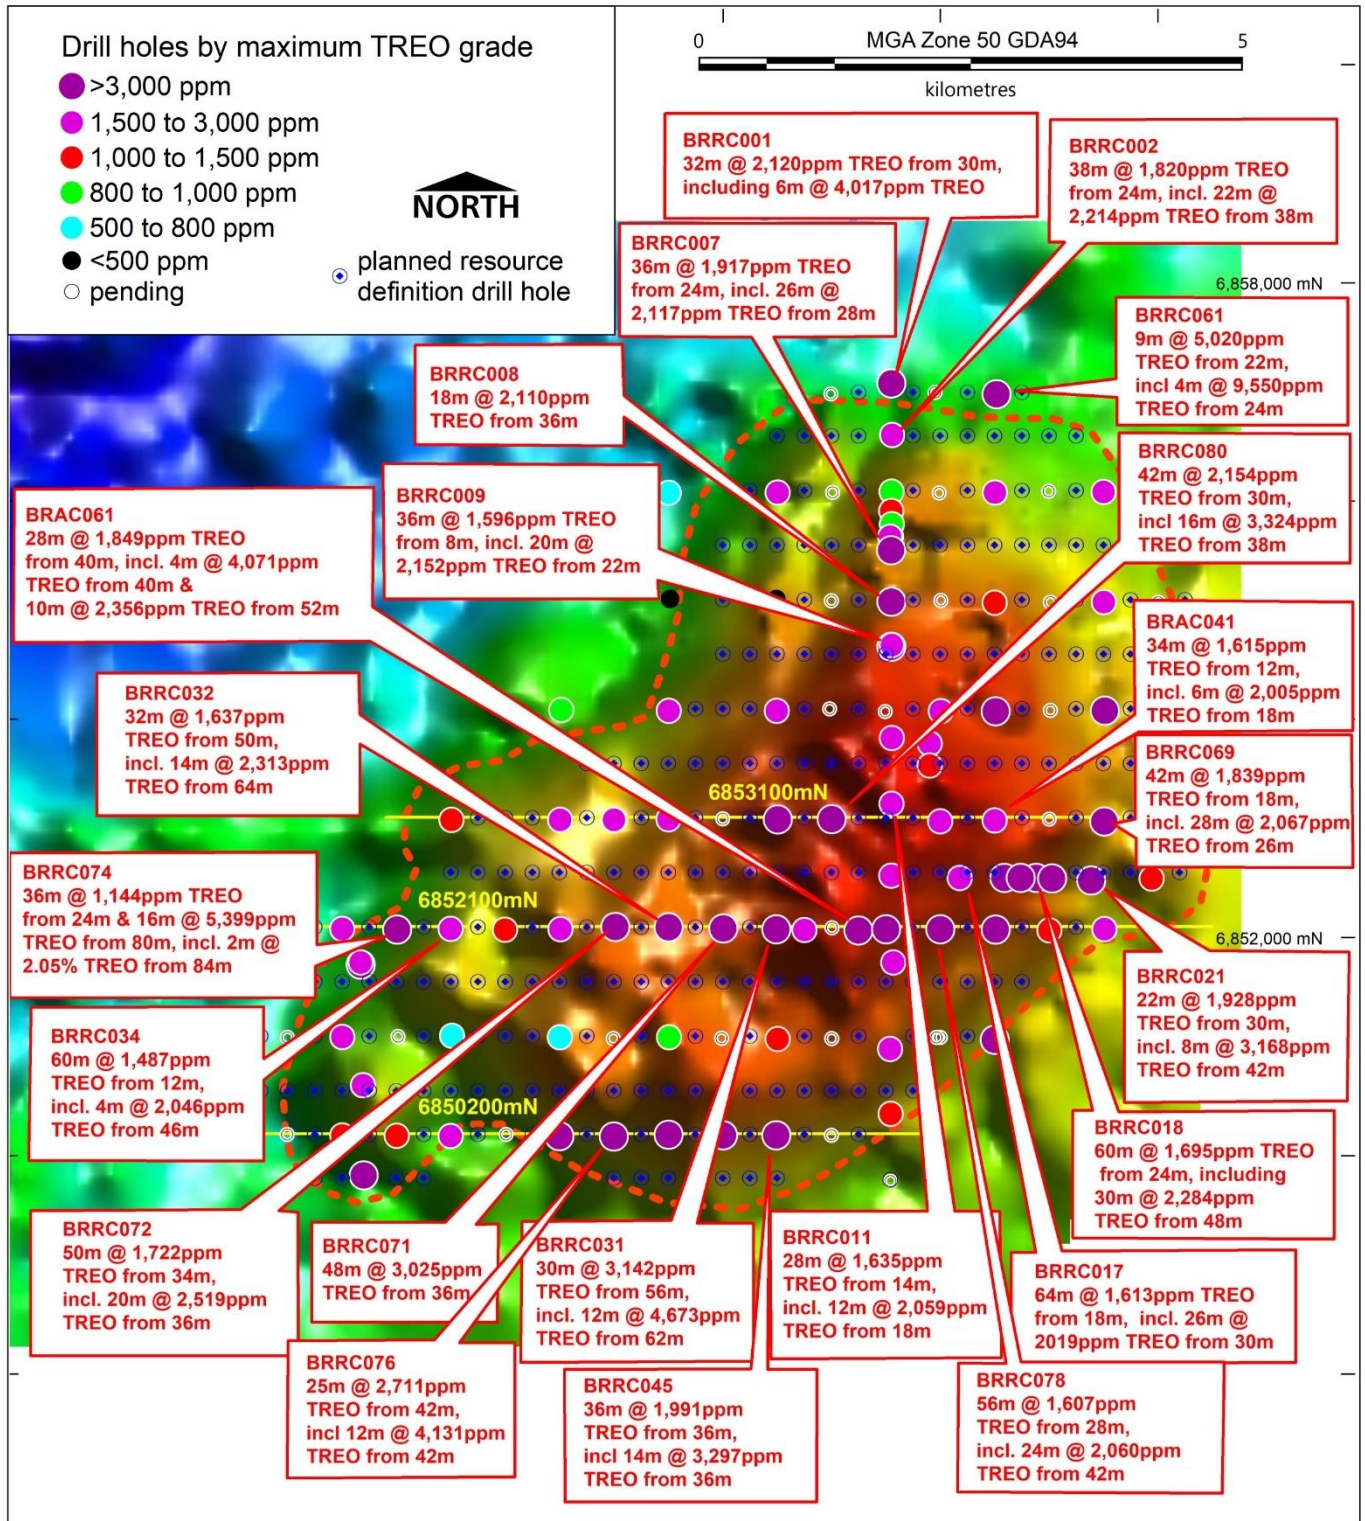 Drill holes by maximum TREO grade
>3,000 ppm
1,500 to 3,000 ppm
1,000 to 1,500 ppm
800 to 1,000 ppm
500 to 800 ppm
<500 ppm
pending
NORTH
planned resource
definition drill hole
0
MGA Zone 50 GDA94
5
kilometres
BRRC001
32m @ 2,120ppm TREO from 30m,
including 6m @ 4,017ppm TREO
BRRC002
38m @ 1,820ppm TREO
from 24m, incl. 22m @
2,214ppm TREO from 38m
BRRC007
36m @ 1,917ppm TREO
from 24m, incl. 26m @
2,117ppm TREO from 28m
6,858,000 mN
BRRC061
9m @ 5,020ppm
TREO from 22m,
incl 4m @ 9,550ppm
TREO from 24m
BRRC008
18m @ 2,110ppm
TREO from 36m
BRRC080
42m @ 2,154ppm
TREO from 30m,
incl 16m @ 3,324ppm
TREO from 38m
BRRC009
36m @ 1,596ppm TREO
from 8m, incl. 20m @
2,152ppm TREO from 22m
BRAC061
28m @ 1,849ppm TREO
from 40m, incl. 4m @ 4,071ppm
TREO from 40m &
10m @ 2,356ppm TREO from 52m
BRAC041
34m @ 1,615ppm
TREO from 12m,
incl. 6m @ 2,005ppm
TREO from 18m
BRRC032
32m @ 1,637ppm
TREO from 50m,
incl. 14m @ 2,313ppm
TREO from 64m
BRRC069
42m @ 1,839ppm
TREO from 18m,
incl. 28m @ 2,067ppm
TREO from 26m
6853100mN
BRRC074
36m @ 1,144ppm TREO
from 24m & 16m @ 5,399ppm
TREO from 80m, incl. 2m @
2.05% TREO from 84m
6852100mN
6,852,000 mN
BRRC021
22m @ 1,928ppm
TREO from 30m,
incl. 8m @ 3,168ppm
TREO from 42m
BRRC034
60m @ 1,487ppm
TREO from 12m,
incl. 4m @ 2,046ppm
TREO from 46m
6850200mN
BRRC018
60m @ 1,695ppm TREO
from 24m, including
30m @ 2,284ppm
TREO from 48m
BRRC072
50m @ 1,722ppm
TREO from 34m,
incl. 20m @ 2,519ppm
TREO from 36m
BRRC071
48m @ 3,025ppm
TREO from 36m
BRRC031
30m @ 3,142ppm
TREO from 56m,
incl. 12m @ 4,673ppm
TREO from 62m
BRRC011
28m @ 1,635ppm
TREO from 14m,
incl. 12m @ 2,059ppm
TREO from 18m
BRRC017
64m @ 1,613ppm TREO
from 18m, incl. 26m @
2019ppm TREO from 30m
BRRC076
25m @ 2,711ppm
TREO from 42m,
incl 12m @ 4,131ppm
TREO from 42m
BRRC045
36m @ 1,991ppm
TREO from 36m,
incl 14m @ 3,297ppm
TREO from 36m
BRRC078
56m @ 1,607ppm
TREO from 28m,
incl. 24m @ 2,060ppm
TREO from 42m